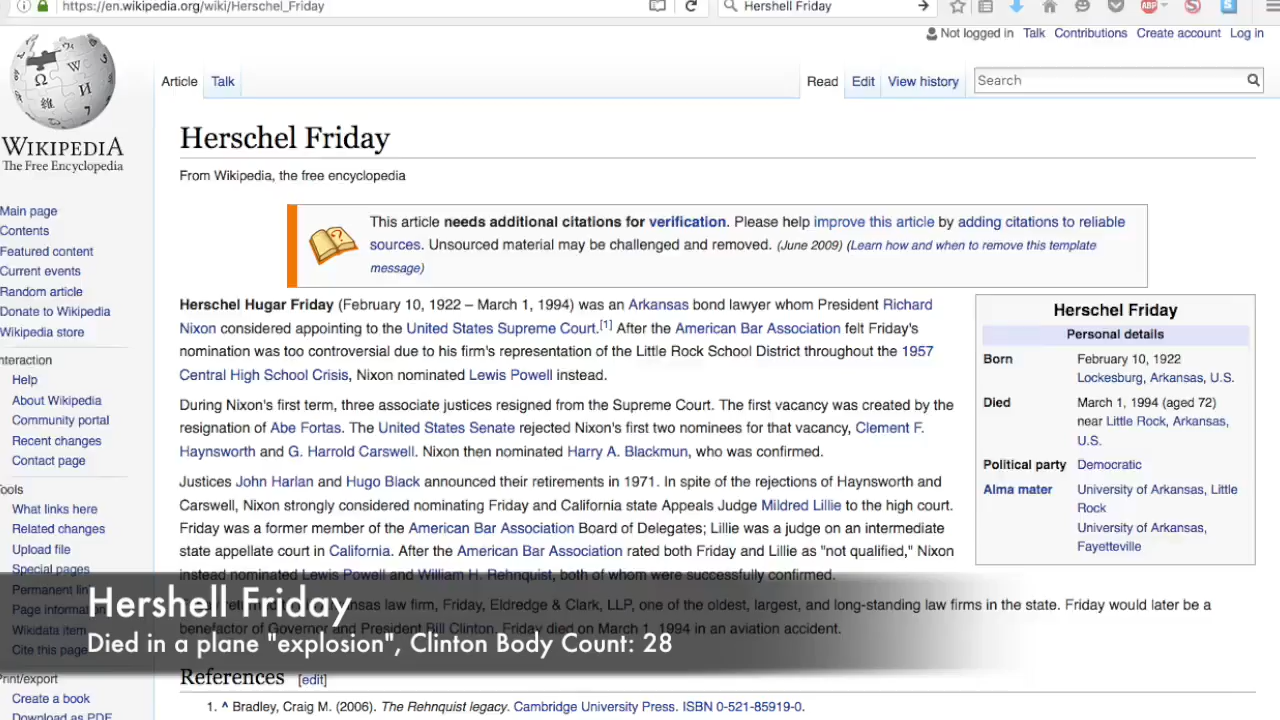 https://en.wikipedia.org/wiki/Herschel_Friday
Hershell Friday
ABP
S
Not logged in Talk Contributions Create account Log in
Article Talk
Read Edit View history
Search
WIKIPEDIA
The Free Encyclopedia
Main page
Contents
Featured content
Current events
Random article
Donate to Wikipedia
Wikipedia store
nteraction
Help
About Wikipedia
Community portal
Recent changes
Contact page
Tools
What links here
Related changes
Upload file
Special pages
Permanent lin
Page informa
Wikidata item
Cite this page
Print/export
Create a book
Download as PDF
Herschel Friday
From Wikipedia, the free encyclopedia
This article needs additional citations for verification. Please help improve this article by adding citations to reliable
sources. Unsourced material may be challenged and removed. (June 2009) (Learn how and when to remove this template
message)
Herschel Hugar Friday (February 10, 1922 – March 1, 1994) was an Arkansas bond lawyer whom President Richard
Nixon considered appointing to the United States Supreme Court.[1] After the American Bar Association felt Friday's
nomination was too controversial due to his firm's representation of the Little Rock School District throughout the 1957
Central High School Crisis, Nixon nominated Lewis Powell instead.
During Nixon's first term, three associate justices resigned from the Supreme Court. The first vacancy was created by the
resignation of Abe Fortas. The United States Senate rejected Nixon's first two nominees for that vacancy, Clement F.
Haynsworth and G. Harrold Carswell. Nixon then nominated Harry A. Blackmun, who was confirmed.
Justices John Harlan and Hugo Black announced their retirements in 1971. In spite of the rejections of Haynsworth and
Carswell, Nixon strongly considered nominating Friday and California state Appeals Judge Mildred Lillie to the high court.
Friday was a former member of the American Bar Association Board of Delegates; Lillie was a judge on an intermediate
state appellate court in California. After the American Bar Association rated both Friday and Lillie as "not qualified," Nixon
instead nominated Lewis Powell and William H. Rehnquist, both of whom were successfully confirmed.
law firm, Friday, Eldredge & Clark, LLP, one of the oldest, largest, and long-standing law firms in the state. Friday would later be a
benefactor of Governor and President Bill Clinton. Friday died on March 1, 1994 in an aviation accident.
Herschel Friday
Personal details
Born February 10, 1922
Lockesburg, Arkansas, U.S.
Died March 1, 1994 (aged 72)
near Little Rock, Arkansas,
U.S.
Political party Democratic
Alma mater University of Arkansas, Little
Rock
University of Arkansas,
Fayetteville
Hershell Friday
Died in a plane "explosion", Clinton Body Count: 28
References [edit]
1. ^ Bradley, Craig M. (2006). The Rehnquist legacy. Cambridge University Press. ISBN 0-521-85919-0.